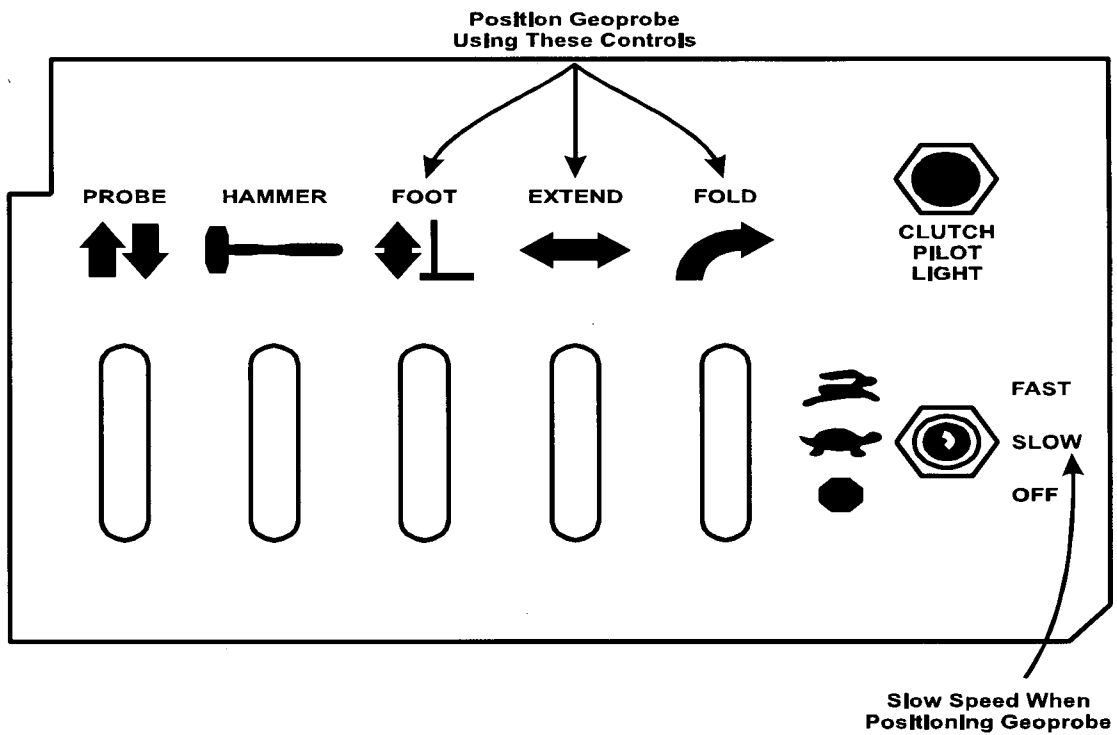 Position Geoprobe
Using These Controls
PROBE
HAMMER
FOOT
EXTEND
FOLD
CLUTCH
PILOT
LIGHT
FAST
SLOW
OFF
Slow Speed When
Positioning Geoprobe